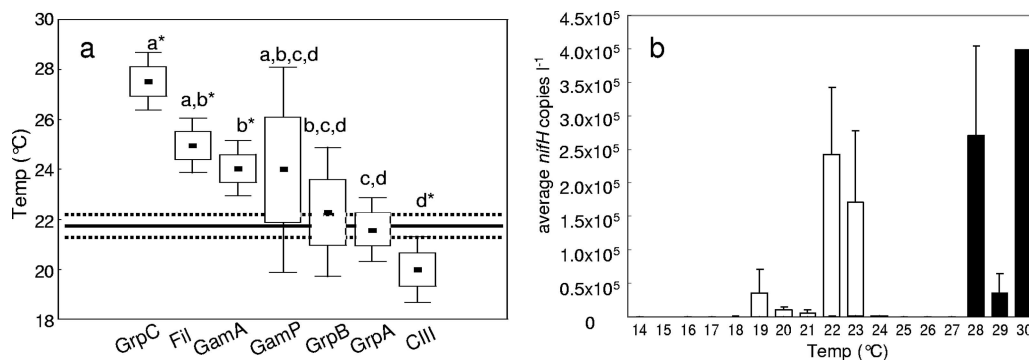 a
Temp (°C)
30
28
26
24
22
20
18
a*
a,b*
b*
a,b,c,d
b,c,d
c,d
d*
GrpC Fil GamA GamP GrpB GrpA CIII
b
average nifH copies l⁻¹
4.5x10⁵
4.0x10⁵
2.5x10⁵
3.0x10⁵
2.5x10⁵
1.5x10⁵
1.0x10⁵
0.5x10⁵
0
14 15 16 17 18 19 20 21 22 23 24 25 26 27 28 29 30
Temp (°C)